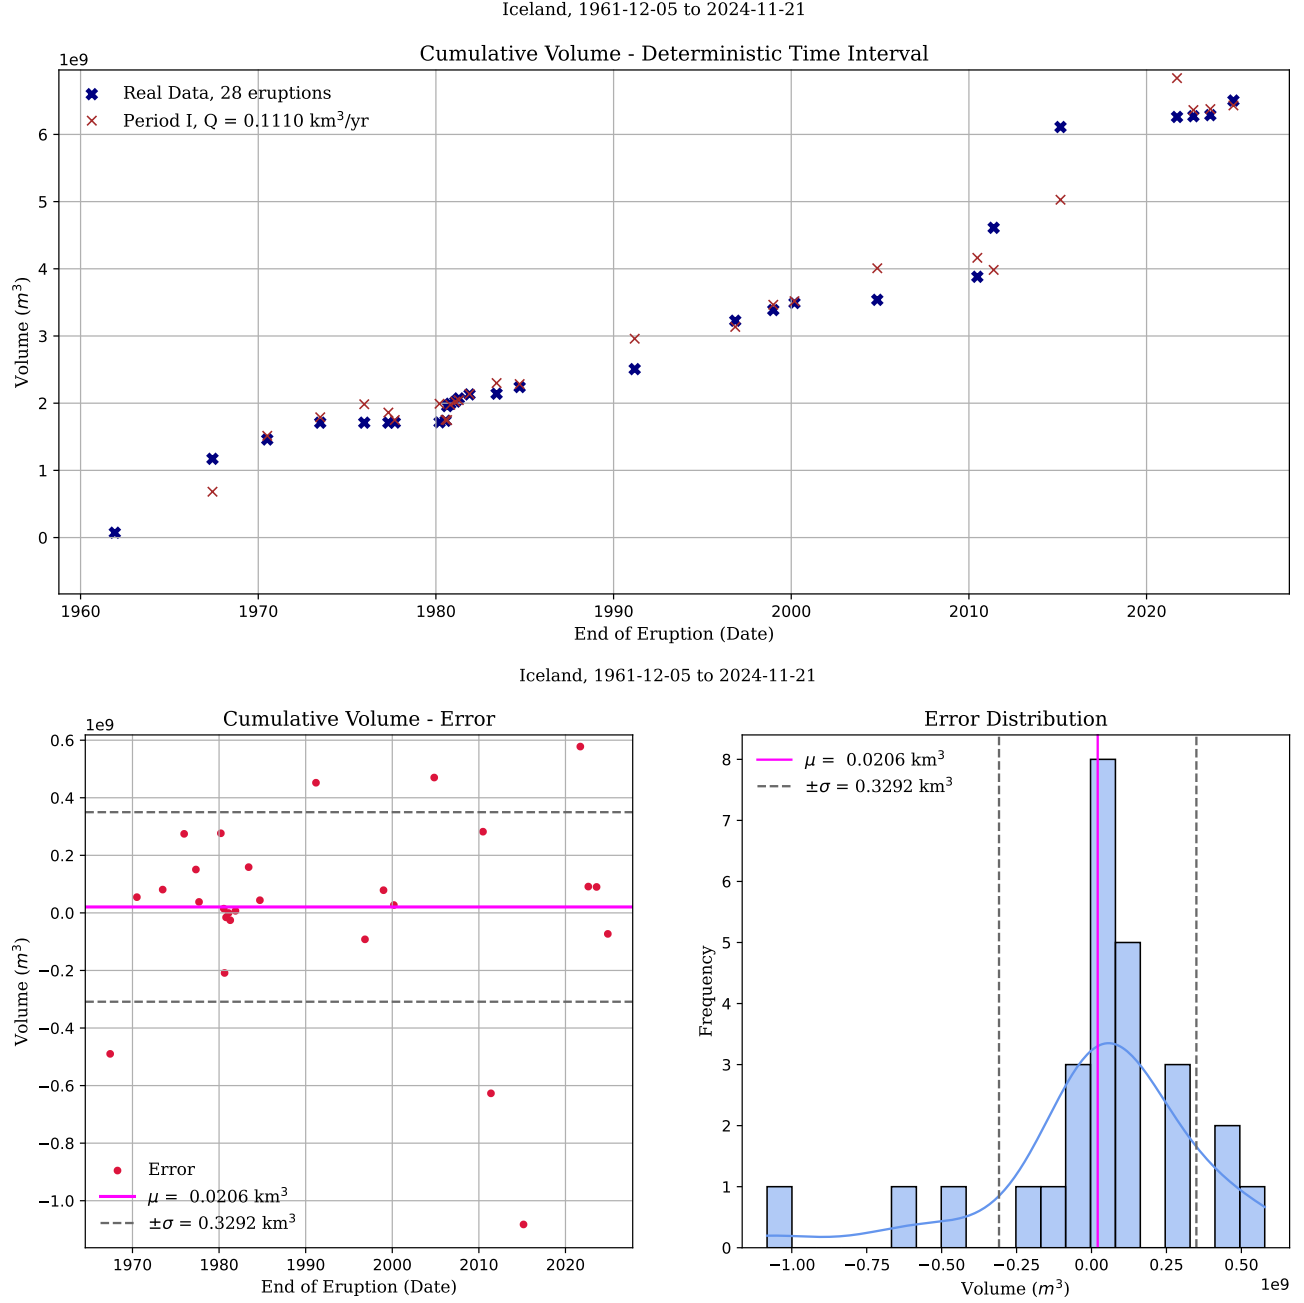 Iceland, 1961-12-05 to 2024-11-21
Cumulative Volume - Deterministic Time Interval
1e9
Real Data, 28 eruptions
Period I, Q = 0.1110 km³/yr
6
5
4
3
2
1
0
Volume (m³)
1960 1970 1980 1990 2000 2010 2020
End of Eruption (Date)
Iceland, 1961-12-05 to 2024-11-21
Cumulative Volume - Error
1e9
0.6
0.4
0.2
0.0
−0.2
−0.4
−0.6
−0.8
−1.0
Volume (m³)
Error
μ = 0.0206 km³
±σ = 0.3292 km³
1970 1980 1990 2000 2010 2020
End of Eruption (Date)
Error Distribution
μ = 0.0206 km³
±σ = 0.3292 km³
8
7
6
5
4
3
2
1
0
Frequency
−1.00 −0.75 −0.50 −0.25 0.00 0.25 0.50
1e9
Volume (m³)